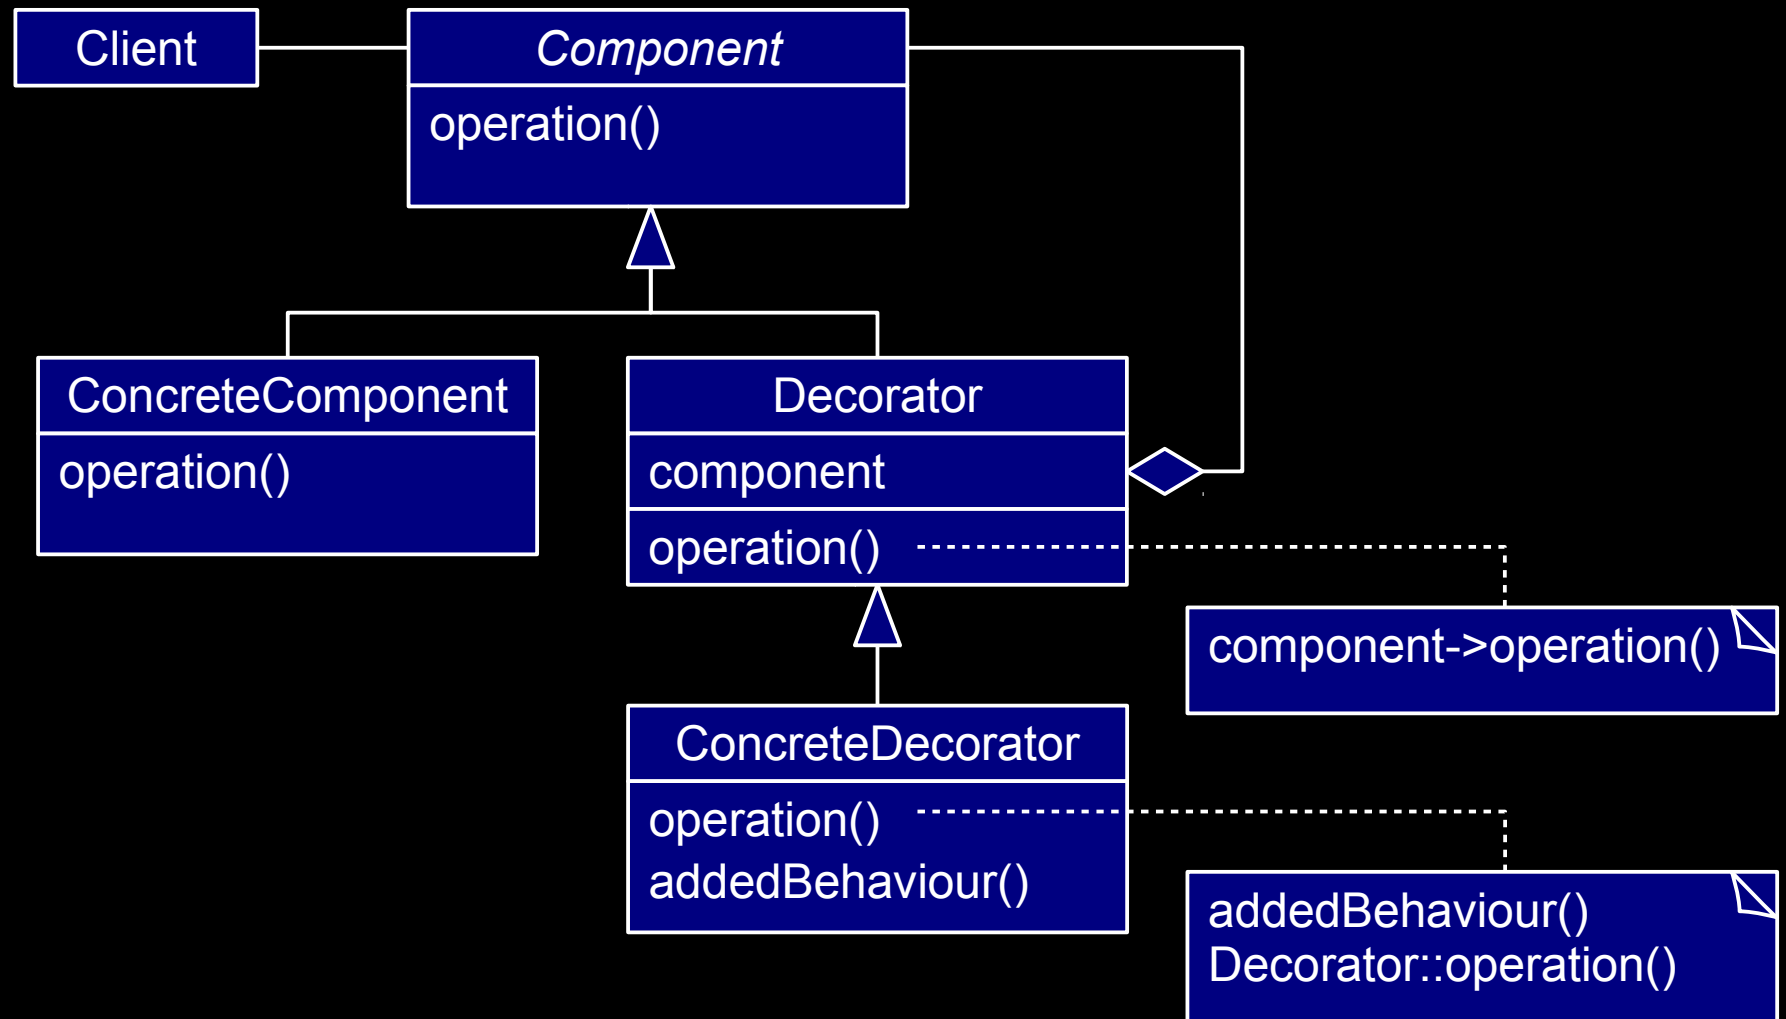 Client
Component
operation()
ConcreteComponent
operation()
Decorator
component
operation()
component->operation()
ConcreteDecorator
operation()
addedBehaviour()
addedBehaviour()
Decorator::operation()